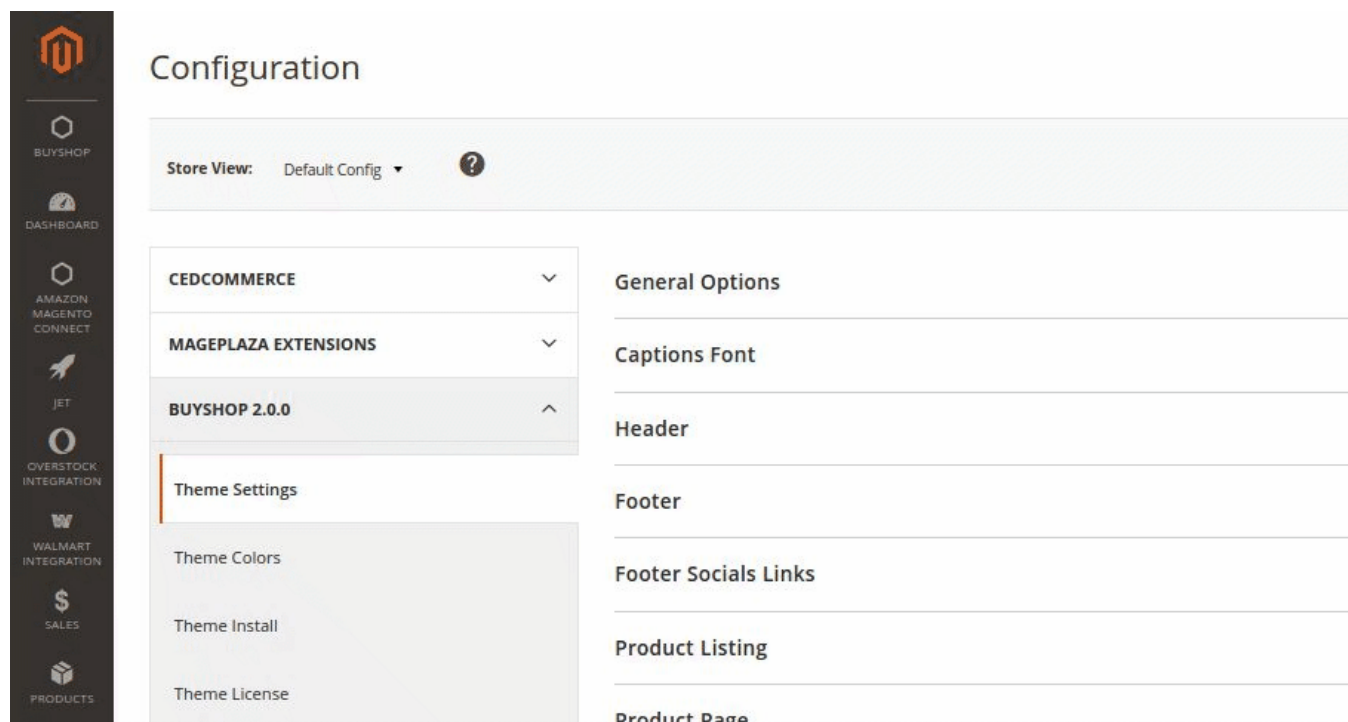 Configuration
BUYSHOP
Store View: Default Config
?
DASHBOARD
AMAZON
MAGENTO
CONNECT
JET
OVERSTOCK
INTEGRATION
WALMART
INTEGRATION
$
SALES
PRODUCTS
CEDCOMMERCE
MAGEPLAZA EXTENSIONS
BUYSHOP 2.0.0
Theme Settings
Theme Colors
Theme Install
Theme License
General Options
Captions Font
Header
Footer
Footer Socials Links
Product Listing
Product Page